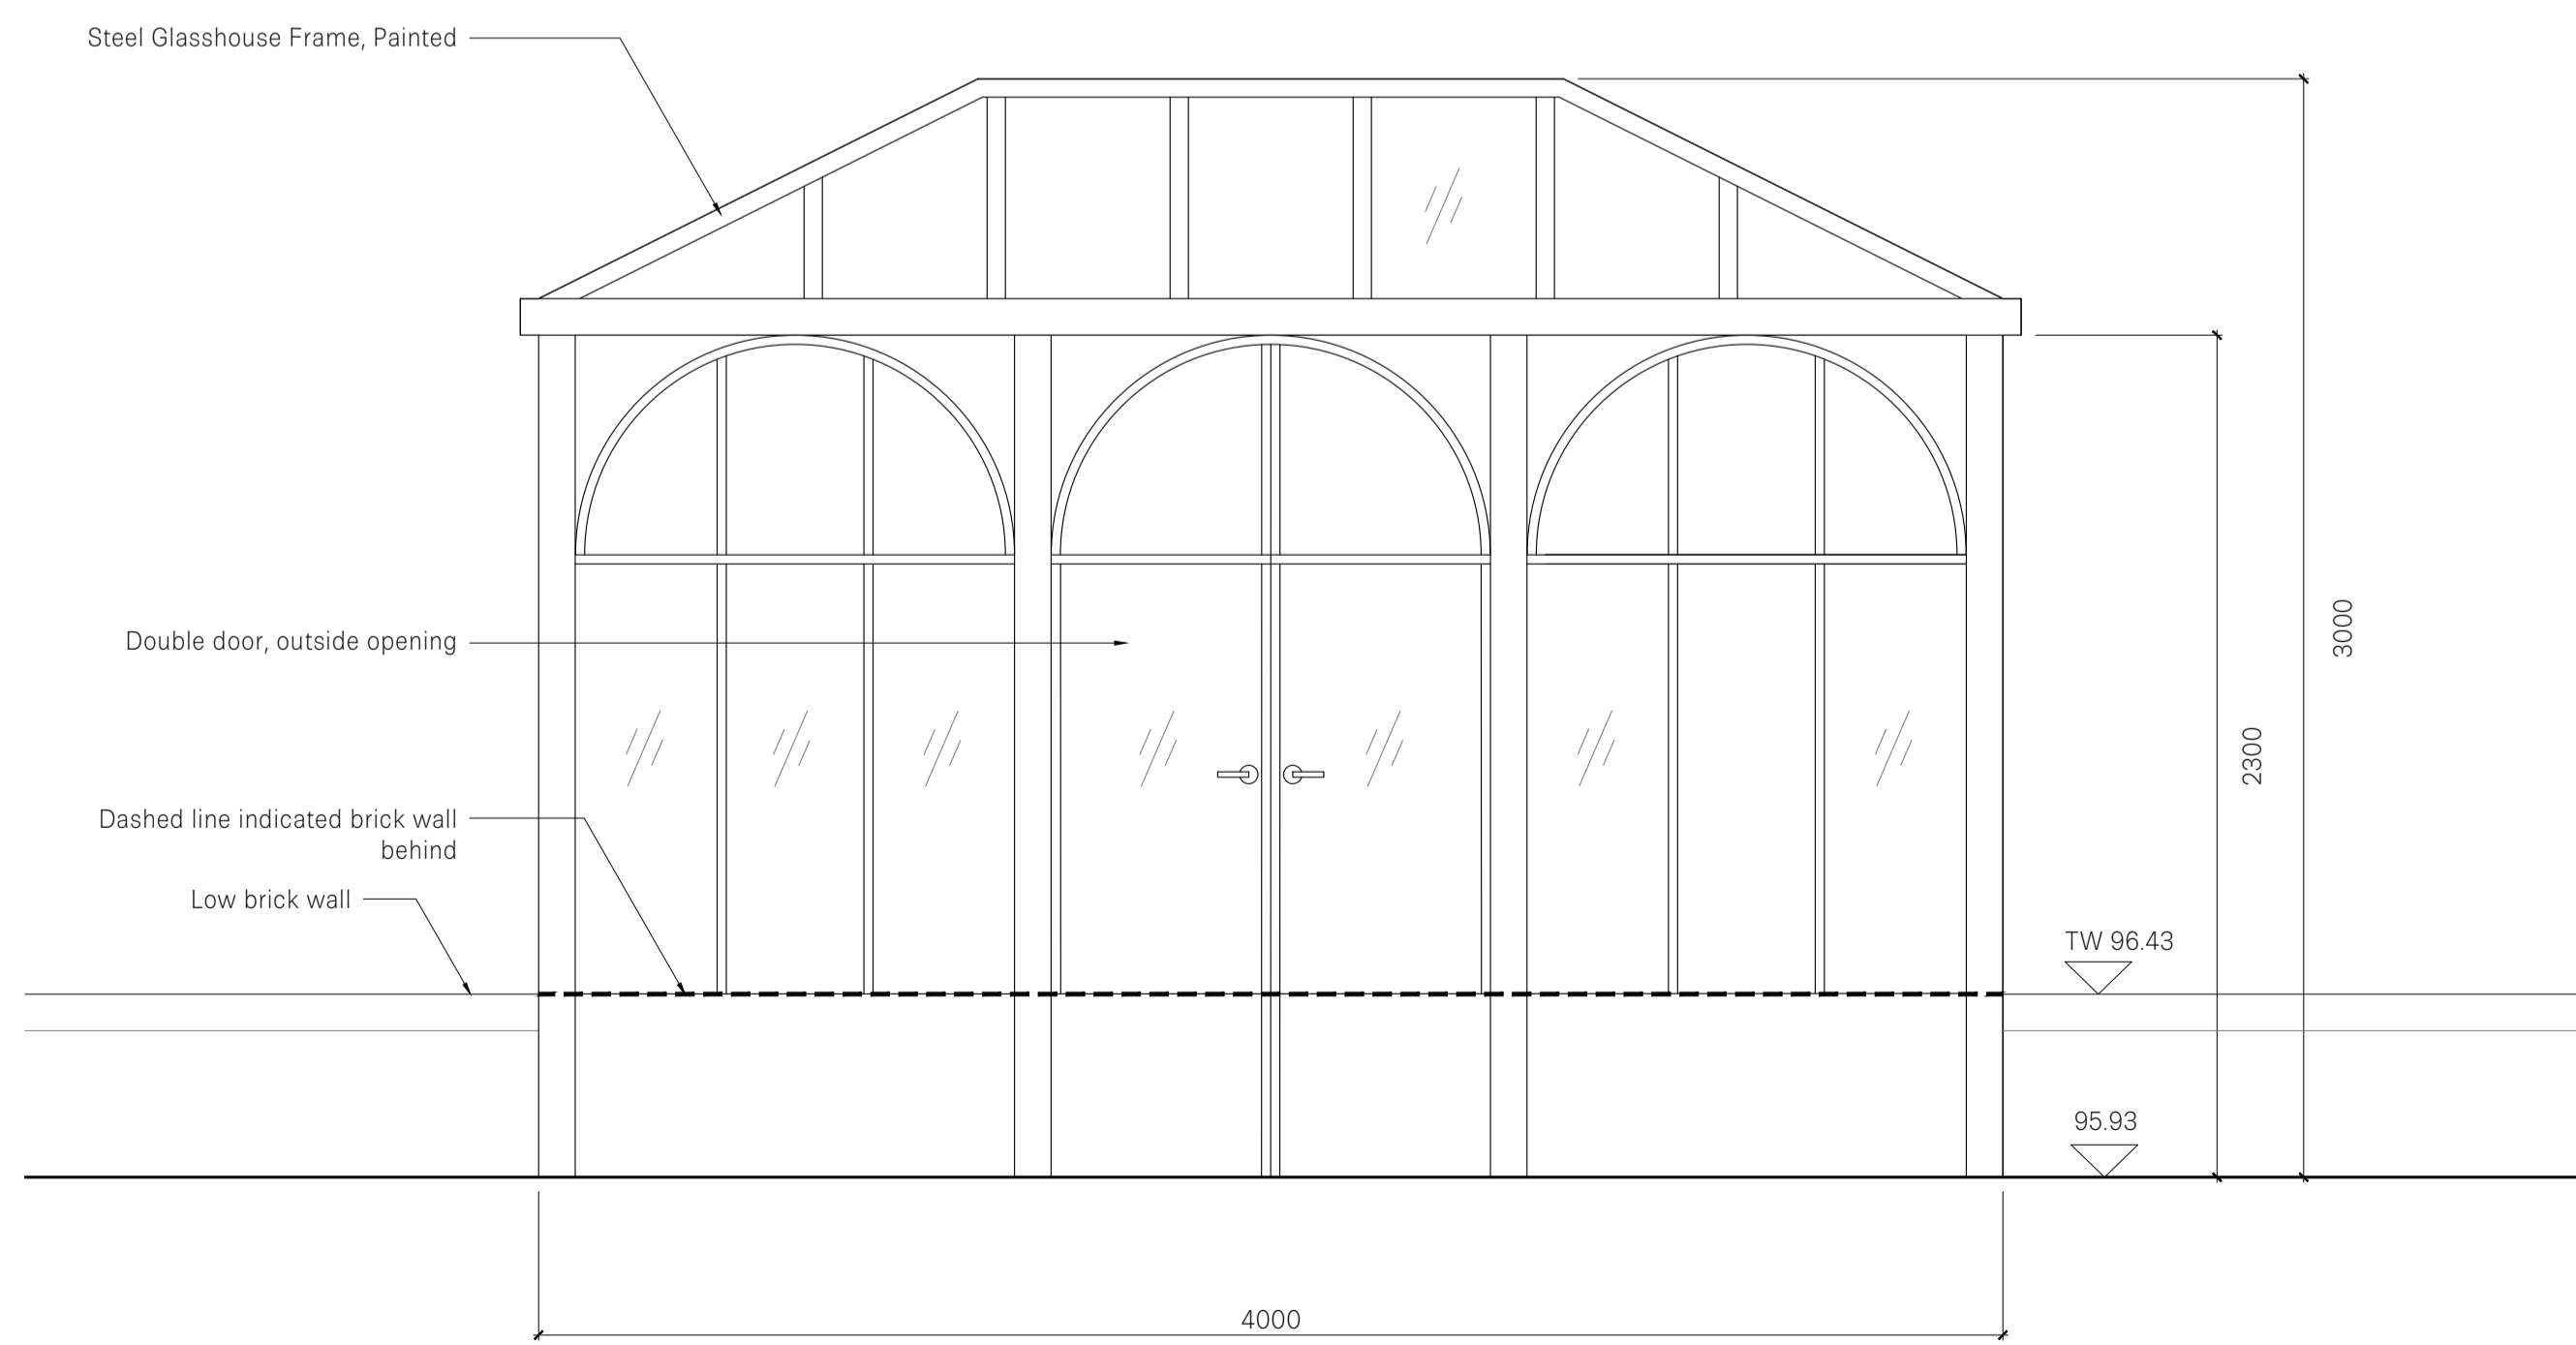 Steel Glasshouse Frame, Painted
Double door, outside opening
Dashed line indicated brick wall
behind
Low brick wall
3000
2300
TW 96.43
95.93
4000